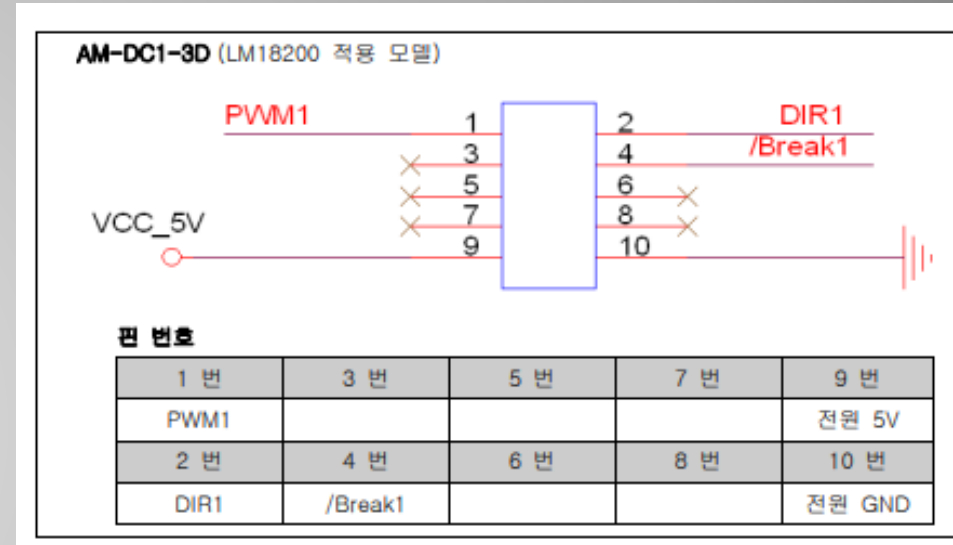 AM-DC1-3D (LM18200 적용 모델)
PWM1 1 2 DIR1
3 4 /Break1
5 6
VCC_5V 7 8
9 10
핀 번호
1 번 3 번 5 번 7 번 9 번
PWM1 전원 5V
2 번 4 번 6 번 8 번 10 번
DIR1 /Break1 전원 GND